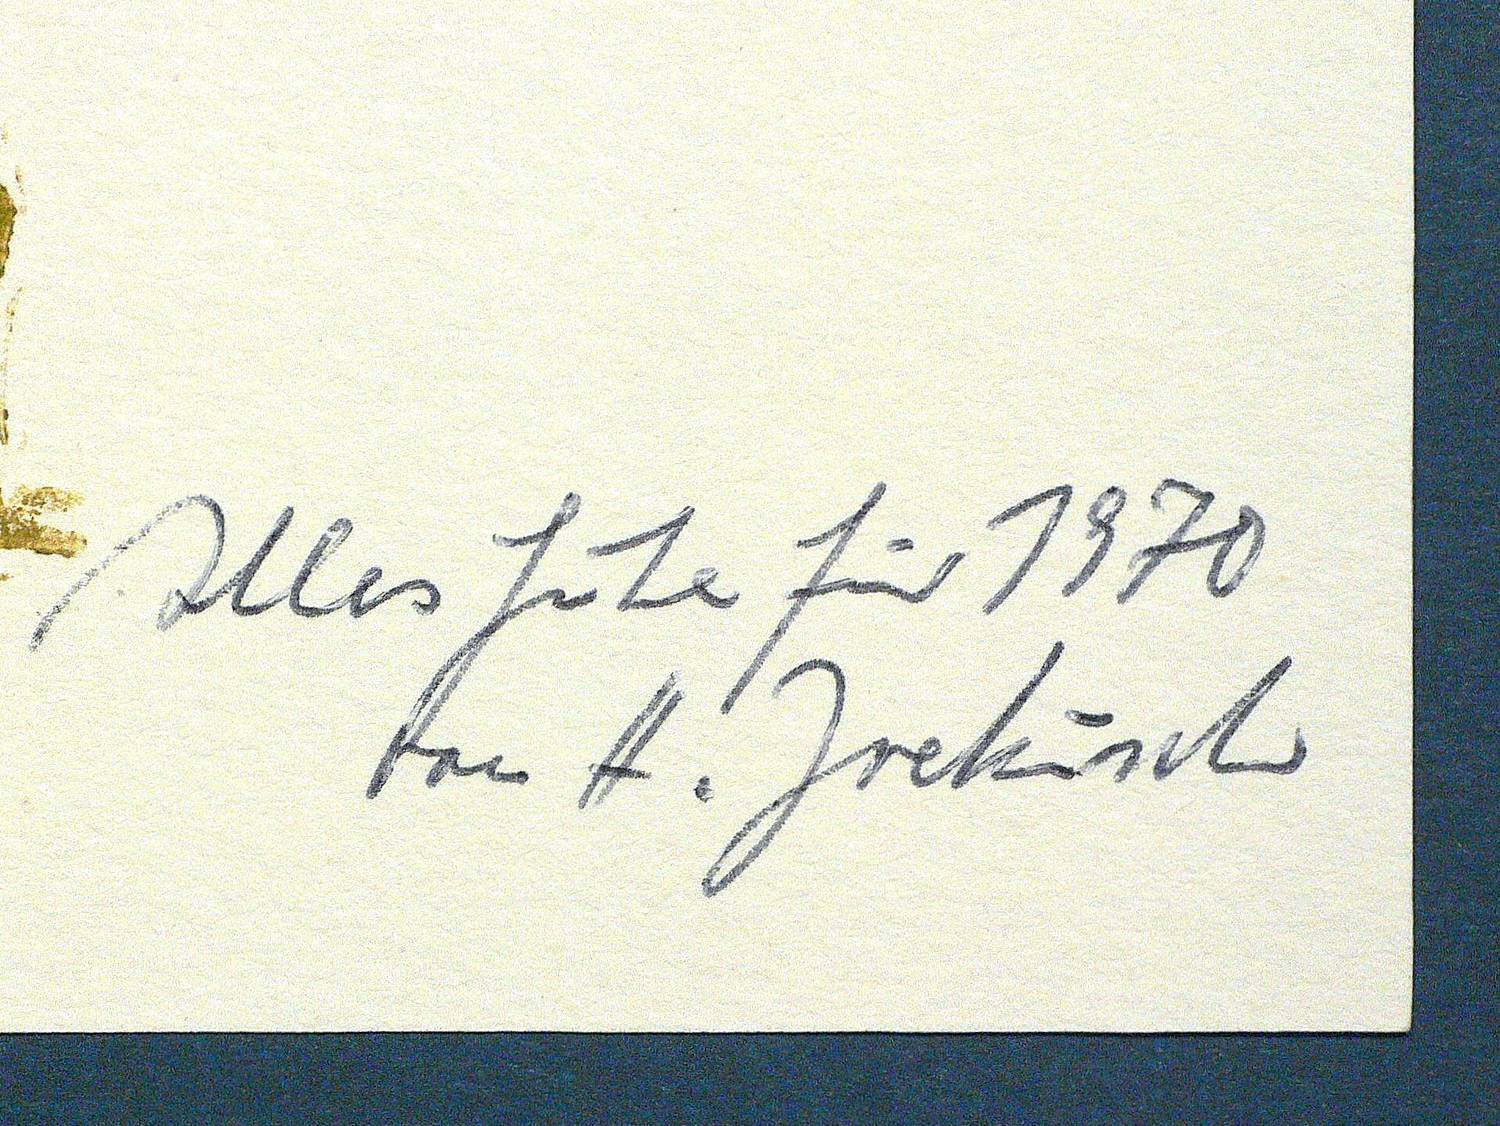 Alles Gute für 1970
von H.